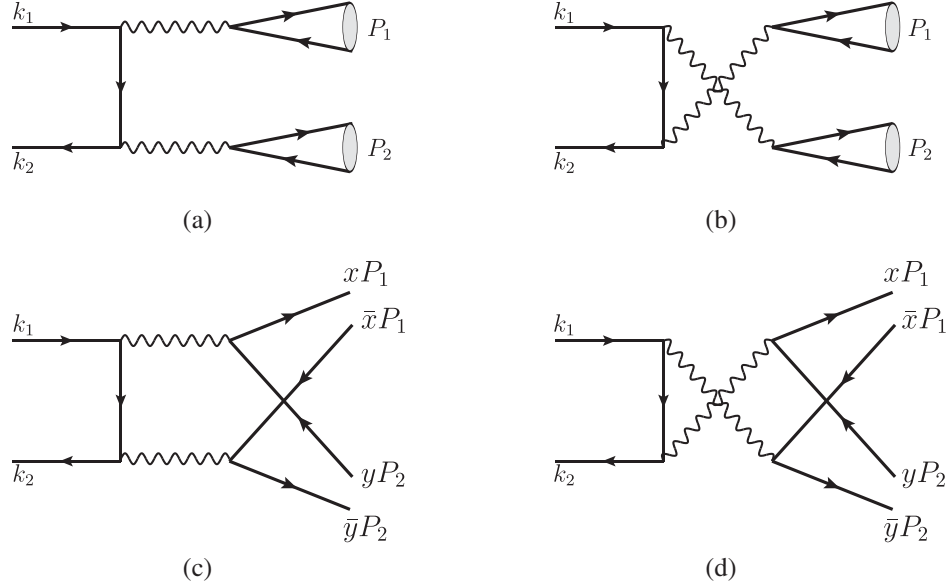 k₁ P₁ k₁ P₁
k₂ P₂ k₂ P₂
(a) (b)
xP₁ xP₁
k₁ x̄P₁ k₁ x̄P₁
k₂ yP₂ k₂ yP₂
ȳP₂ ȳP₂
(c) (d)